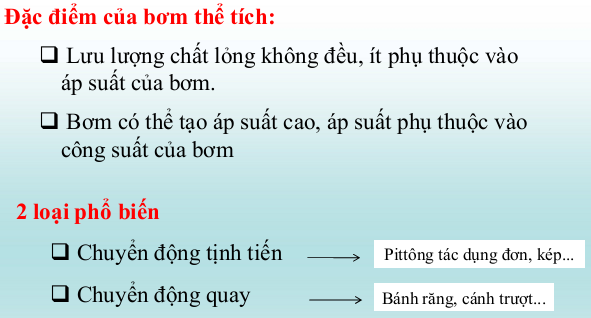 Đặc điểm của bơm thể tích:
❑ Lưu lượng chất lỏng không đều, ít phụ thuộc vào
áp suất của bơm.
❑ Bơm có thể tạo áp suất cao, áp suất phụ thuộc vào
công suất của bơm
2 loại phổ biến
❑ Chuyển động tịnh tiến → Pittông tác dụng đơn, kép...
❑ Chuyển động quay → Bánh răng, cánh trượt...